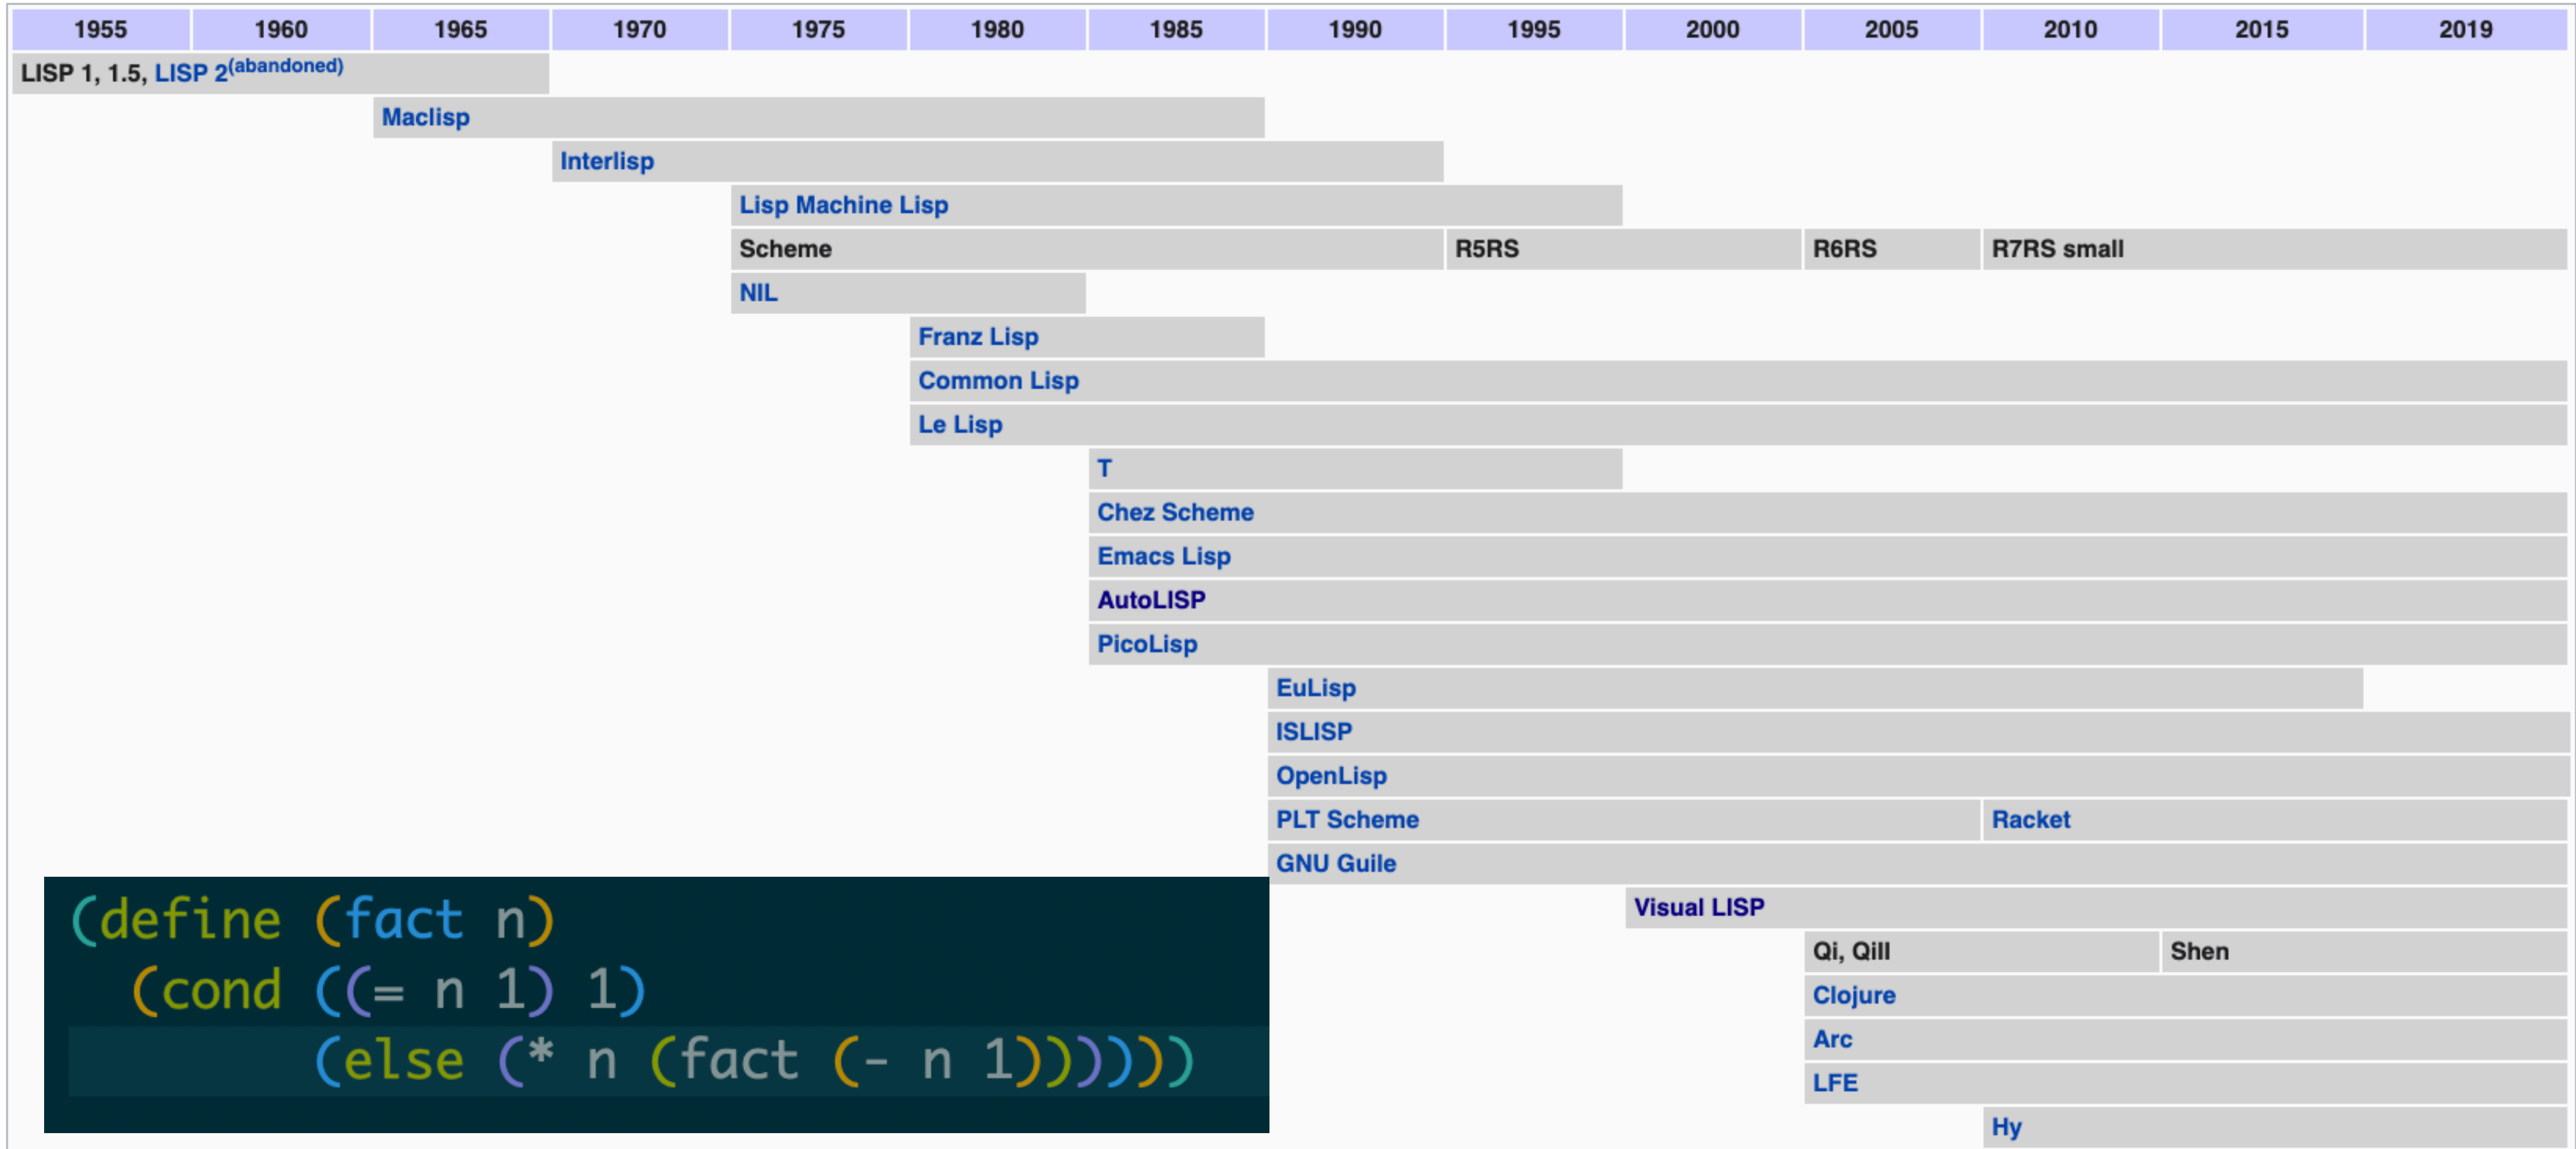 1955 1960 1965 1970 1975 1980 1985 1990 1995 2000 2005 2010 2015 2019
LISP 1, 1.5, LISP 2(abandoned)
Maclisp
Interlisp
Lisp Machine Lisp
Scheme R5RS R6RS R7RS small
NIL
Franz Lisp
Common Lisp
Le Lisp
T
Chez Scheme
Emacs Lisp
AutoLISP
PicoLisp
EuLisp
ISLISP
OpenLisp
PLT Scheme Racket
GNU Guile
Visual LISP
Qi, QiII Shen
Clojure
Arc
LFE
Hy
(define (fact n)
(cond ((= n 1) 1)
(else (* n (fact (- n 1))))))